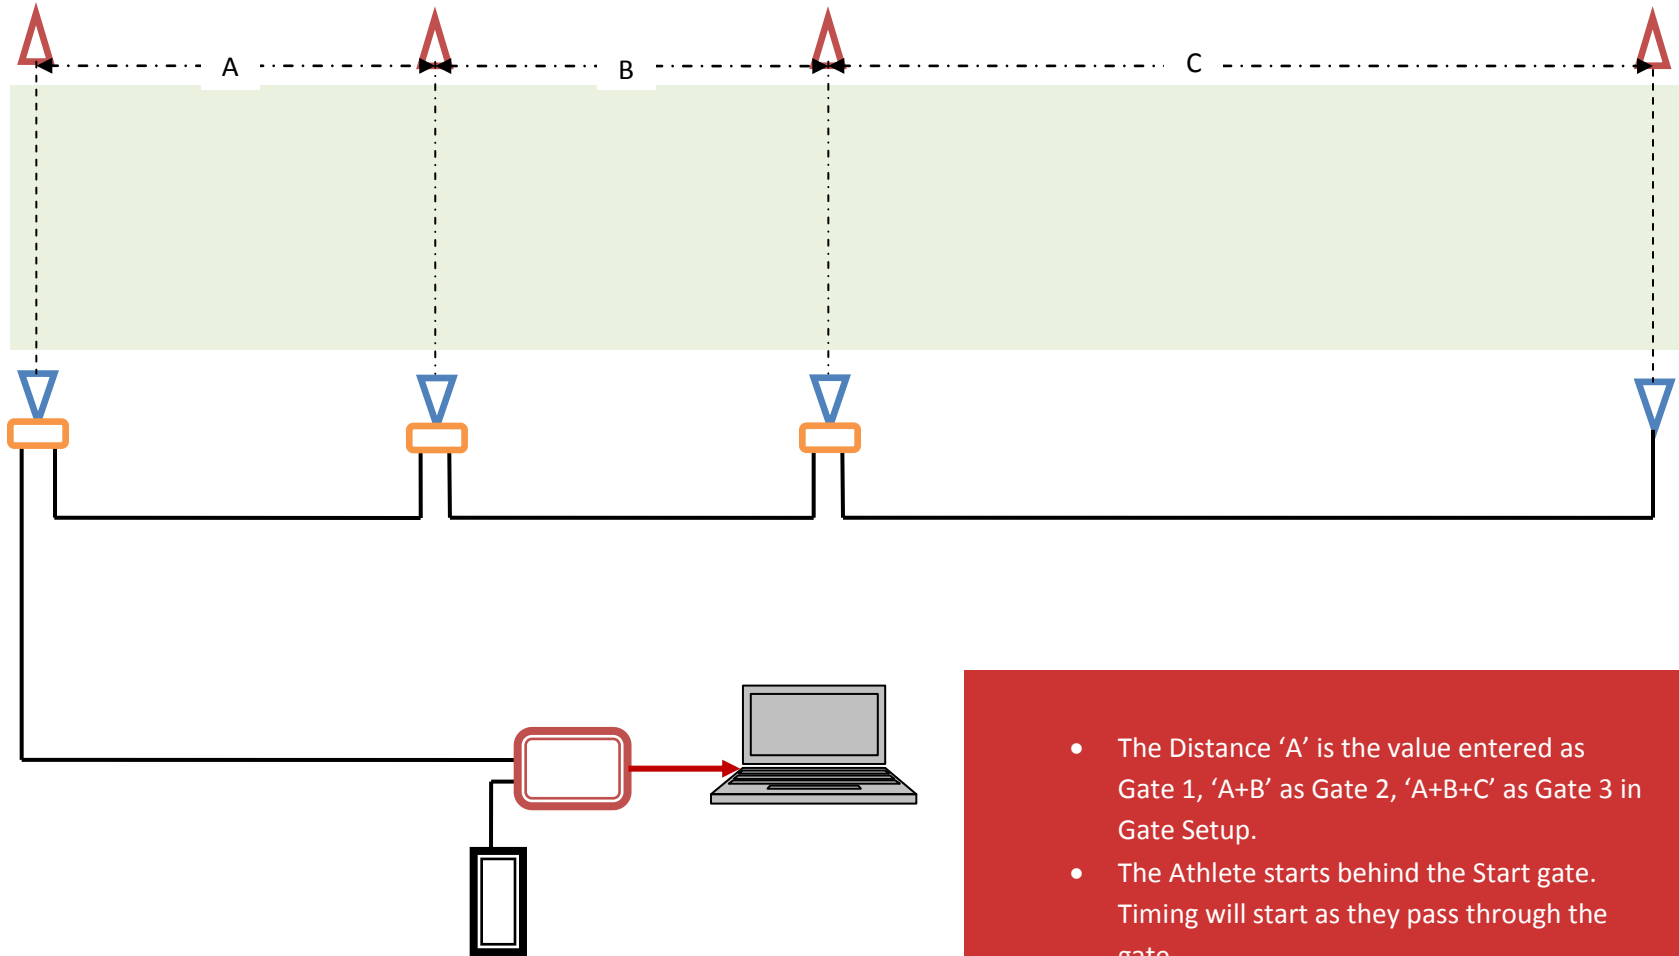 A
B
C
• The Distance ‘A’ is the value entered as
Gate 1, ‘A+B’ as Gate 2, ‘A+B+C’ as Gate 3 in
Gate Setup.
• The Athlete starts behind the Start gate.
Timing will start as they pass through the
gate